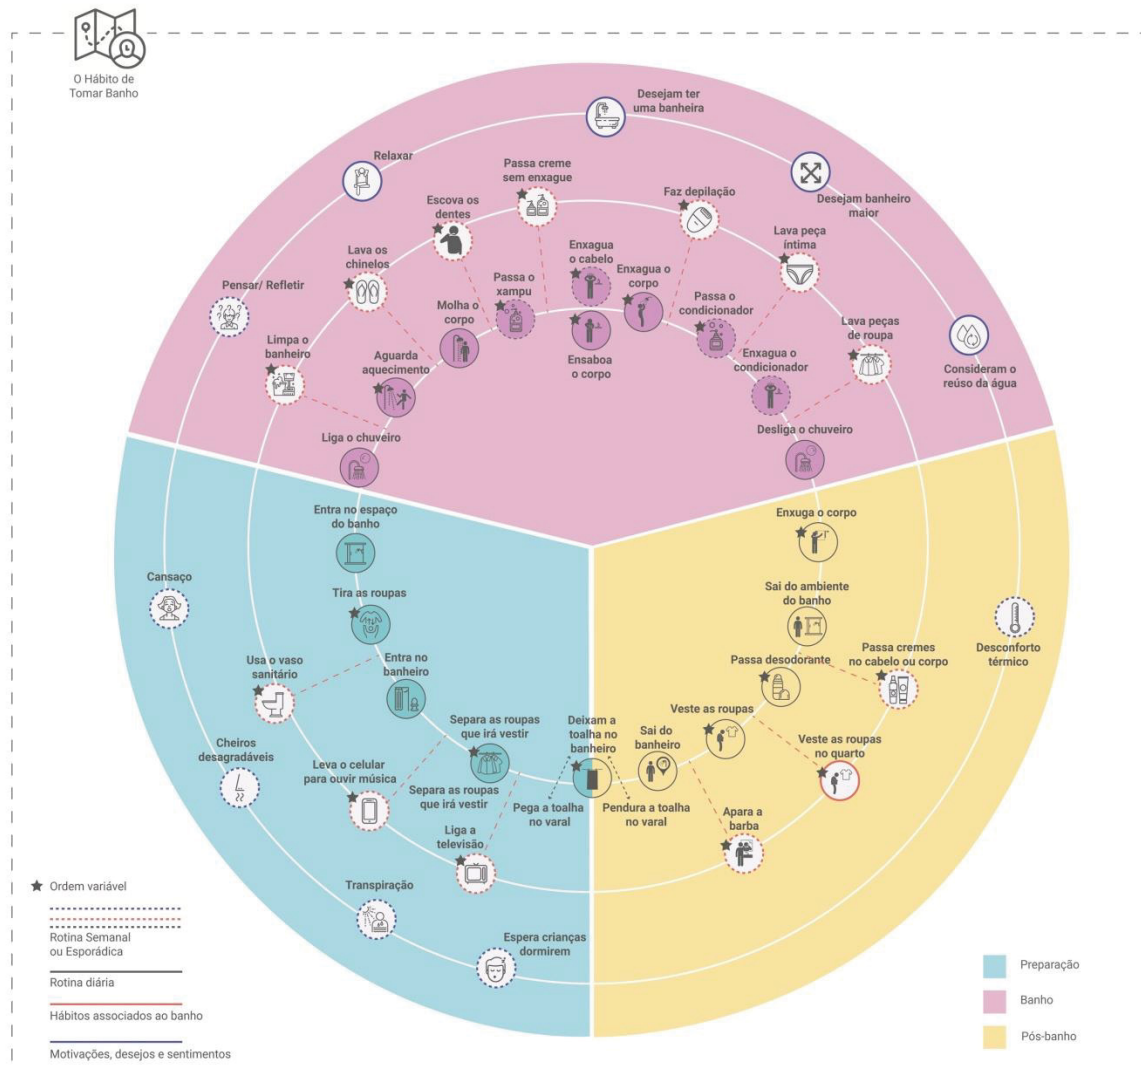 O Hábito de
Tomar Banho
Desejam ter
uma banheira
Relaxar
Passa creme
sem enxague
Faz depilação
Desejam banheiro
maior
Escova os
dentes
Lava peça
íntima
Lava os
chinelos
Enxagua
o cabelo
Enxagua o
corpo
Pensar/ Refletir
Passa o
xampu
Passa o
condicionador
Molha o
corpo
Lava peças
de roupa
Limpa o
banheiro
Aguarda
aquecimento
Ensaboa
o corpo
Enxagua o
condicionador
Consideram o
reúso da água
Liga o chuveiro
Desliga o chuveiro
Entra no espaço
do banho
Enxuga o corpo
Cansaço
Tira as roupas
Sai do ambiente
do banho
Desconforto
térmico
Usa o vaso
sanitário
Entra no
banheiro
Passa desodorante
Passa cremes
no cabelo ou corpo
Separa as roupas
que irá vestir
Deixam a
toalha no
banheiro
Sai do
banheiro
Veste as roupas
Veste as roupas
no quarto
Cheiros
desagradáveis
Leva o celular
para ouvir música
Separa as roupas
que irá vestir
Pega a toalha
no varal
Pendura a toalha
no varal
Apara a
barba
Liga a
televisão
Transpiração
Espera crianças
dormirem
Ordem variável
Rotina Semanal
ou Esporádica
Rotina diária
Hábitos associados ao banho
Motivações, desejos e sentimentos
Preparação
Banho
Pós-banho